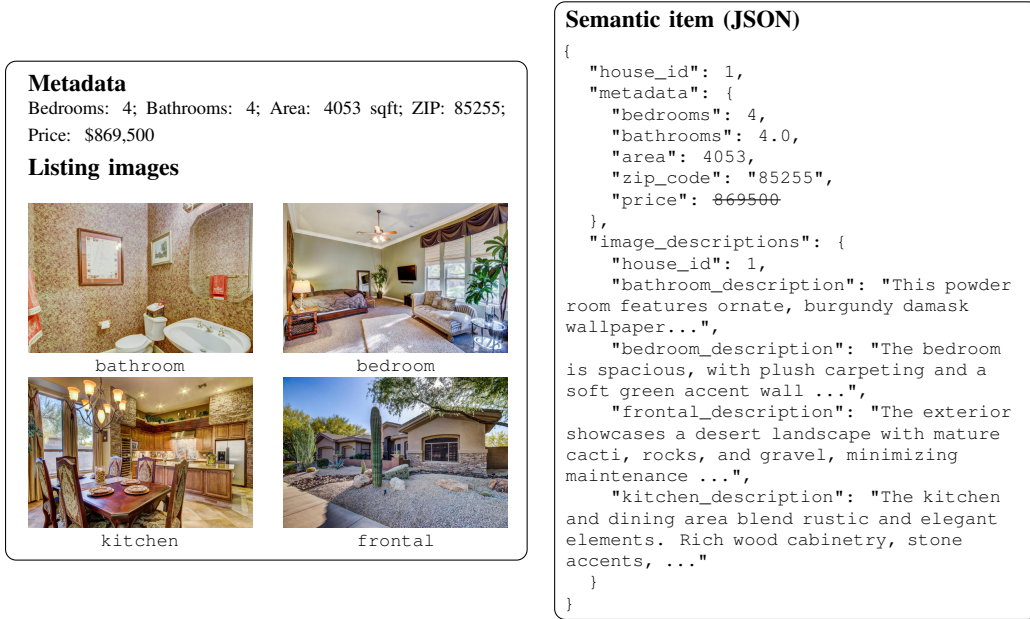 Metadata
Bedrooms: 4; Bathrooms: 4; Area: 4053 sqft; ZIP: 85255;
Price: $869,500
Listing images
bathroom
bedroom
kitchen
frontal
Semantic item (JSON)
{
"house_id": 1,
"metadata": {
"bedrooms": 4,
"bathrooms": 4.0,
"area": 4053,
"zip_code": "85255",
"price": 869500
},
"image_descriptions": {
"house_id": 1,
"bathroom_description": "This powder
room features ornate, burgundy damask
wallpaper...",
"bedroom_description": "The bedroom
is spacious, with plush carpeting and a
soft green accent wall ...",
"frontal_description": "The exterior
showcases a desert landscape with mature
cacti, rocks, and gravel, minimizing
maintenance ...",
"kitchen_description": "The kitchen
and dining area blend rustic and elegant
elements. Rich wood cabinetry, stone
accents, ..."
}
}